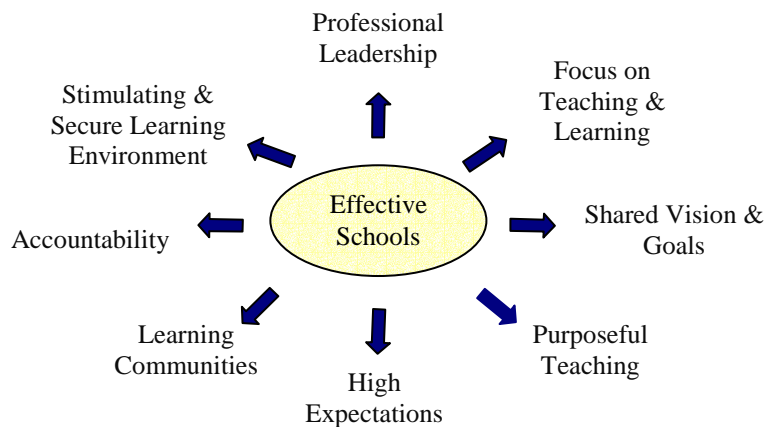 Professional
Leadership
Focus on
Teaching &
Learning
Stimulating &
Secure Learning
Environment
Effective
Schools
Shared Vision &
Goals
Accountability
Learning
Communities
Purposeful
Teaching
High
Expectations